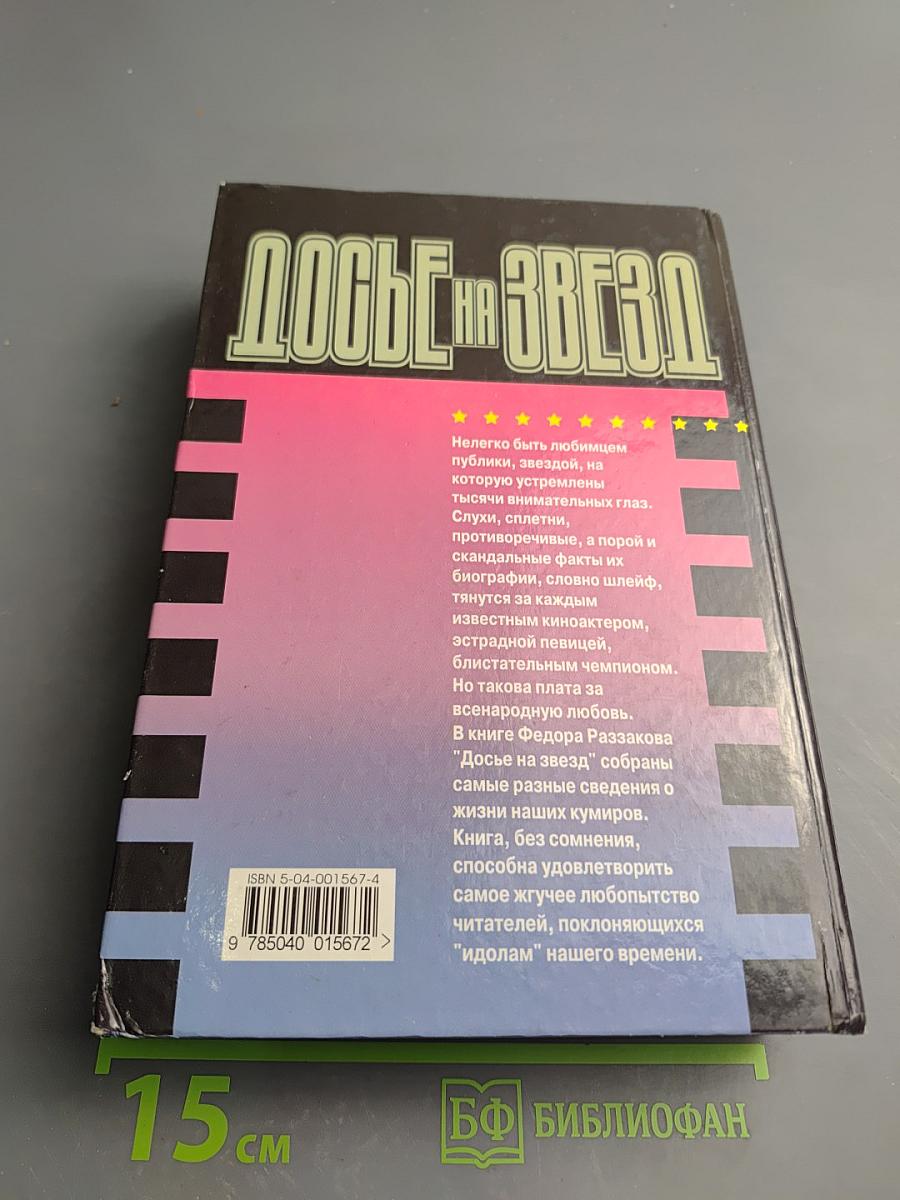 ДОСЬЕ НА ЗВЕЗД
Нелегко быть любимцем
публики, звездой, на
которую устремлены
тысячи внимательных глаз.
Слухи, сплетни,
противоречивые, а порой и
скандальные факты их
биографии, словно шлейф,
тянутся за каждым
известным киноактером,
эстрадной певицей,
блистательным чемпионом.
Но такова плата за
всенародную любовь.
В книге Федора Раззакова
"Досье на звезд" собраны
самые разные сведения о
жизни наших кумиров.
Книга, без сомнения,
способна удовлетворить
самое жгучее любопытство
читателей, поклоняющихся
"идолам" нашего времени.
ISBN 5-04-001567-4
9 785040 015672 >
15 см
БФ БИБЛИОФАН